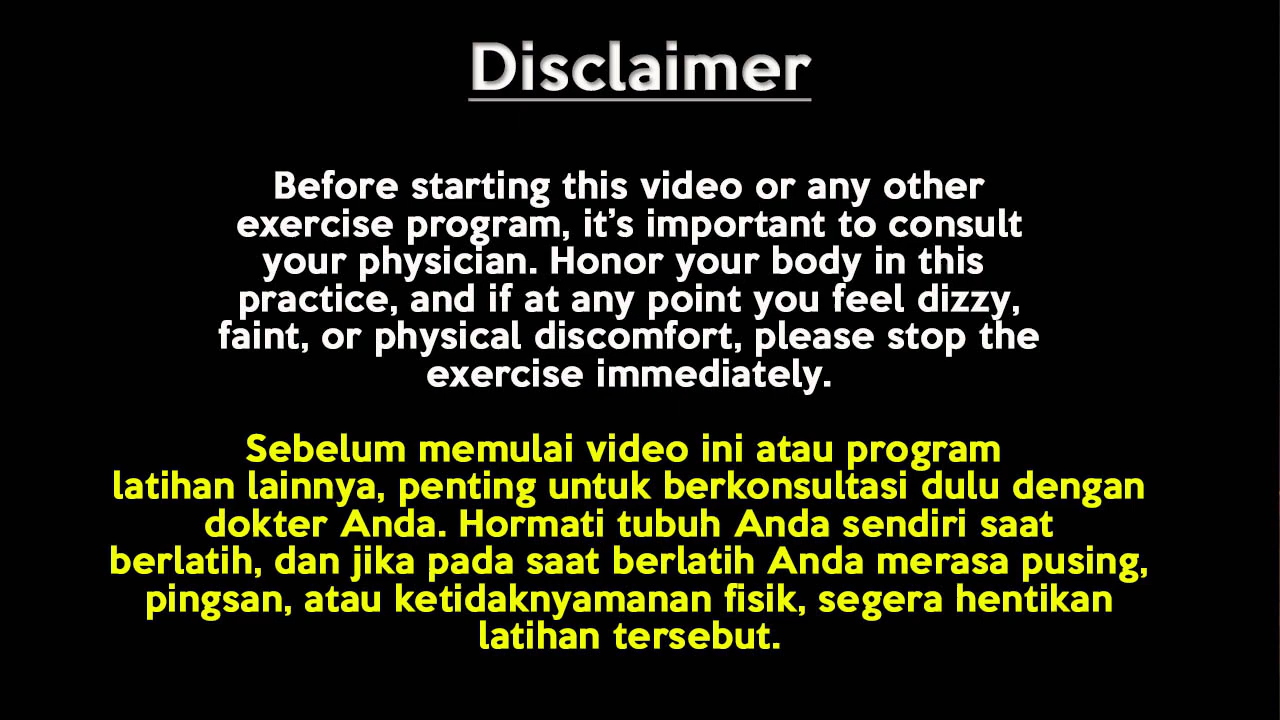 Disclaimer
Before starting this video or any other
exercise program, it's important to consult
your physician. Honor your body in this
practice, and if at any point you feel dizzy,
faint, or physical discomfort, please stop the
exercise immediately.
Sebelum memulai video ini atau program
latihan lainnya, penting untuk berkonsultasi dulu dengan
dokter Anda. Hormati tubuh Anda sendiri saat
berlatih, dan jika pada saat berlatih Anda merasa pusing,
pingsan, atau ketidaknyamanan fisik, segera hentikan
latihan tersebut.